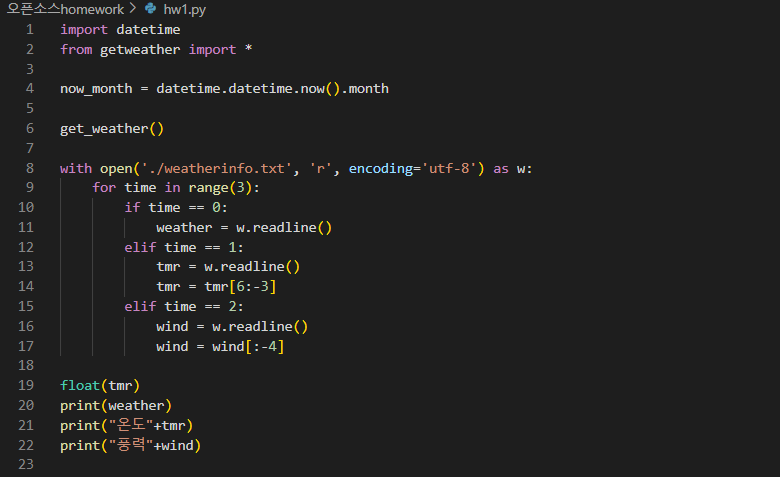 오픈소스homework > hw1.py
1 import datetime
2 from getweather import *
3
4 now_month = datetime.datetime.now().month
5
6 get_weather()
7
8 with open('./weatherinfo.txt', 'r', encoding='utf-8') as w:
9     for time in range(3):
10         if time == 0:
11             weather = w.readline()
12         elif time == 1:
13             tmr = w.readline()
14             tmr = tmr[6:-3]
15         elif time == 2:
16             wind = w.readline()
17             wind = wind[:-4]
18
19 float(tmr)
20 print(weather)
21 print("온도"+tmr)
22 print("풍력"+wind)
23